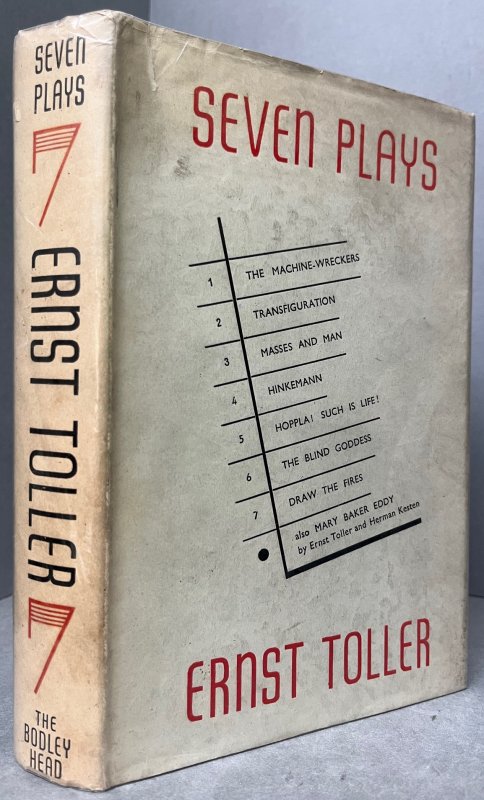 SEVEN
PLAYS
7
ERNST TOLLER
7
THE
BODLEY
HEAD
SEVEN PLAYS
1 THE MACHINE-WRECKERS
2 TRANSFIGURATION
3 MASSES AND MAN
4 HINKEMANN
5 HOPPLA! SUCH IS LIFE!
6 THE BLIND GODDESS
7 DRAW THE FIRES
also MARY BAKER EDDY
by Ernst Toller and Herman Kesten
ERNST TOLLER